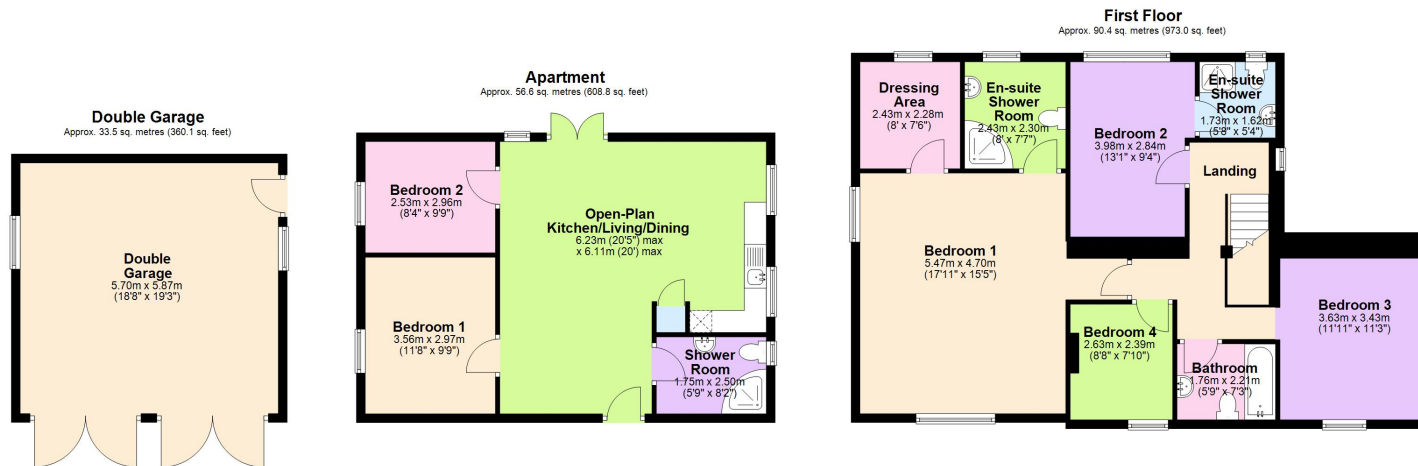 Double Garage
Approx. 33.5 sq. metres (360.1 sq. feet)
Double
Garage
5.70m x 5.87m
(18'8" x 19'3")
Apartment
Approx. 56.6 sq. metres (608.8 sq. feet)
Bedroom 2
2.53m x 2.96m
(8'4" x 9'9")
Open-Plan
Kitchen/Living/Dining
6.23m (20'5") max
x 6.11m (20') max
Bedroom 1
3.56m x 2.97m
(11'8" x 9'9")
Shower
Room
1.75m x 2.50m
(5'9" x 8'2")
First Floor
Approx. 90.4 sq. metres (973.0 sq. feet)
Dressing
Area
2.43m x 2.28m
(8' x 7'6")
En-suite
Shower
Room
2.43m x 2.30m
(8' x 7'7")
Bedroom 2
3.98m x 2.84m
(13'1" x 9'4")
En-suite
Shower
Room
1.73m x 1.62m
(5'8" x 5'4")
Landing
Bedroom 1
5.47m x 4.70m
(17'11" x 15'5")
Bedroom 3
3.63m x 3.43m
(11'11" x 11'3")
Bedroom 4
2.63m x 2.39m
(8'8" x 7'10")
Bathroom
1.76m x 2.21m
(5'9" x 7'3")